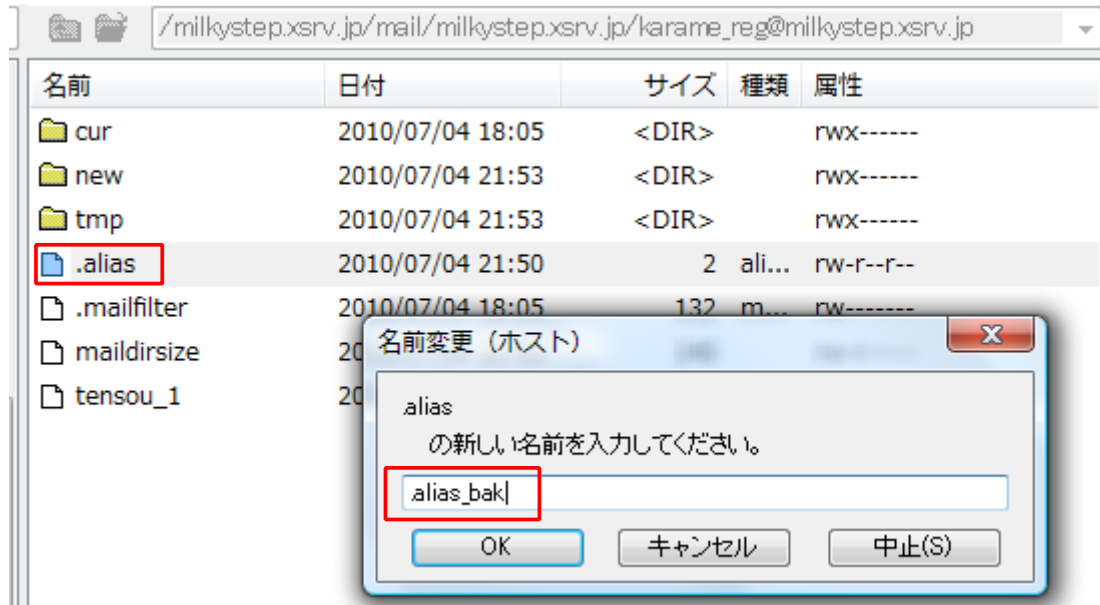 /milkystep.xsrv.jp/mail/milkystep.xsrv.jp/karame_reg@milkystep.xsrv.jp
名前 日付 サイズ 種類 属性
cur 2010/07/04 18:05 <DIR> rwx------
new 2010/07/04 21:53 <DIR> rwx------
tmp 2010/07/04 21:53 <DIR> rwx------
.alias 2010/07/04 21:50 2 ali... rw-r--r--
.mailfilter 2010/07/04 18:05 132 m... rw-------
maildirsize 20
tensou_1 20
名前変更（ホスト）
.alias
の新しい名前を入力してください。
.alias_bak
OK キャンセル 中止(S)